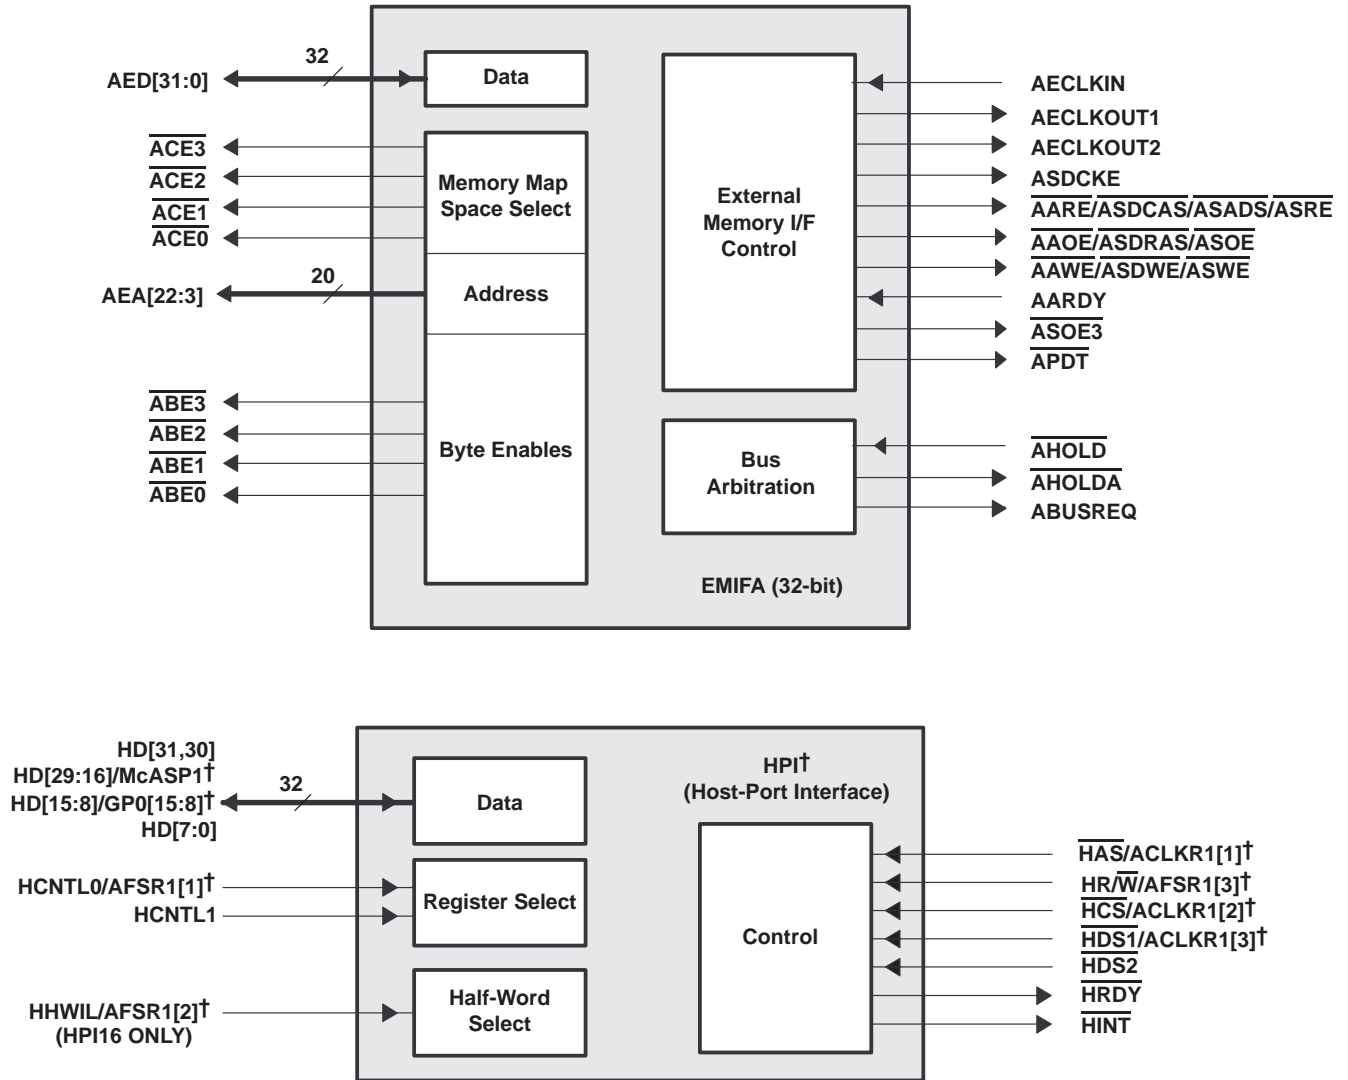 32
AED[31:0]
Data
ACE3
ACE2
ACE1
ACE0
Memory Map
Space Select
20
AEA[22:3]
Address
ABE3
ABE2
ABE1
ABE0
Byte Enables
External
Memory I/F
Control
AECLKIN
AECLKOUT1
AECLKOUT2
ASDCKE
AARE/ASDCAS/ASADS/ASRE
AAOE/ASDRAS/ASOE
AAWE/ASDWE/ASWE
AARDY
ASOE3
APDT
Bus
Arbitration
AHOLD
AHOLDA
ABUSREQ
EMIFA (32-bit)
HD[31,30]
HD[29:16]/McASP1†
HD[15:8]/GP0[15:8]†
HD[7:0]
32
Data
HPI†
(Host-Port Interface)
HCNTL0/AFSR1[1]†
HCNTL1
Register Select
HHWIL/AFSR1[2]†
(HPI16 ONLY)
Half-Word
Select
Control
HAS/ACLKR1[1]†
HR/W/AFSR1[3]†
HCS/ACLKR1[2]†
HDS1/ACLKR1[3]†
HDS2
HRDY
HINT